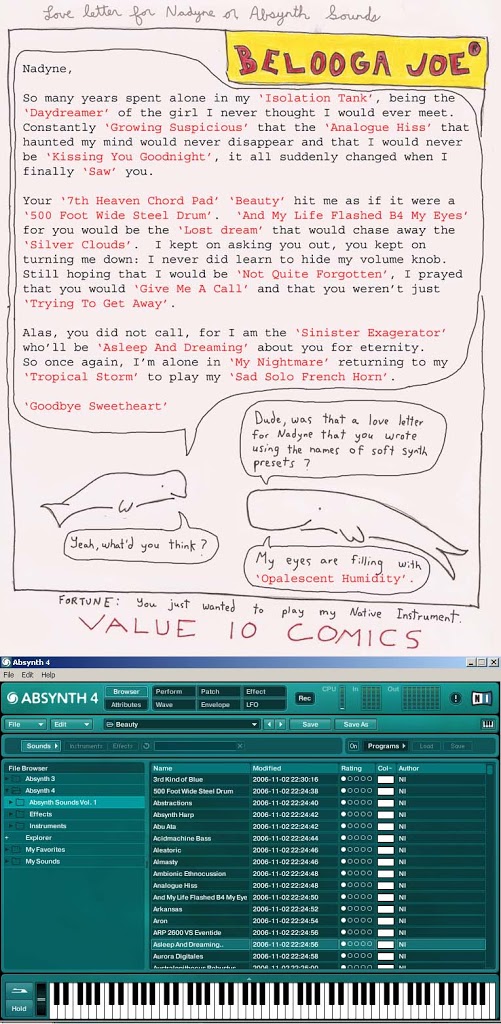 Love letter for Nadyne or Absynth Sounds
BELOOGA JOE®
Nadyne,
So many years spent alone in my 'Isolation Tank', being the
'Daydreamer' of the girl I never thought I would ever meet.
Constantly 'Growing Suspicious' that the 'Analogue Hiss' that
haunted my mind would never disappear and that I would never
be 'Kissing You Goodnight', it all suddenly changed when I
finally 'Saw' you.
Your '7th Heaven Chord Pad' 'Beauty' hit me as if it were a
'500 Foot Wide Steel Drum'. 'And My Life Flashed B4 My Eyes'
for you would be the 'Lost dream' that would chase away the
'Silver Clouds'. I kept on asking you out, you kept on
turning me down: I never did learn to hide my volume knob.
Still hoping that I would be 'Not Quite Forgotten', I prayed
that you would 'Give Me A Call' and that you weren't just
'Trying To Get Away'.
Alas, you did not call, for I am the 'Sinister Exagerator'
who'll be 'Asleep And Dreaming' about you for eternity.
So once again, I'm alone in 'My Nightmare' returning to my
'Tropical Storm' to play my 'Sad Solo French Horn'.
'Goodbye Sweetheart'
Dude, was that a love letter
for Nadyne that you wrote
using the names of soft synth
presets?
Yeah, what'd you think?
My eyes are filling with
'Opalescent Humidity'.
FORTUNE: You just wanted to play my Native Instrument.
VALUE 10 COMICS
Absynth 4
File Edit Help
ABSYNTH 4
Browser Perform Patch Effect
Attributes Wave Envelope LFO
Rec
CPU In Out
NI
File Edit Beauty Save Save As
Sounds Instruments Effects On Programs Load Save
File Browser
Absynth 3
Absynth 4
Absynth Sounds Vol. 1
Effects
Instruments
Explorer
My Favorites
My Sounds
Name Modified Rating Col Author
3rd Kind of Blue 2006-11-02 22:30:16 NI
500 Foot Wide Steel Drum 2006-11-02 22:24:38 NI
Abstractions 2006-11-02 22:24:40 NI
Absynth Harp 2006-11-02 22:24:42 NI
Abu Ata 2006-11-02 22:24:42 NI
Acidmachine Bass 2006-11-02 22:24:44 NI
Aleatoric 2006-11-02 22:24:46 NI
Almasty 2006-11-02 22:24:46 NI
Ambionic Ethnocussion 2006-11-02 22:24:48 NI
Analogue Hiss 2006-11-02 22:24:48 NI
And My Life Flashed B4 My Eye 2006-11-02 22:24:50 NI
Arkansas 2006-11-02 22:24:52 NI
Aron 2006-11-02 22:24:54 NI
ARP 2600 VS Eventide 2006-11-02 22:24:56 NI
Asleep And Dreaming.. 2006-11-02 22:24:56 NI
Aurora Digitales 2006-11-02 22:24:58 NI
Hold